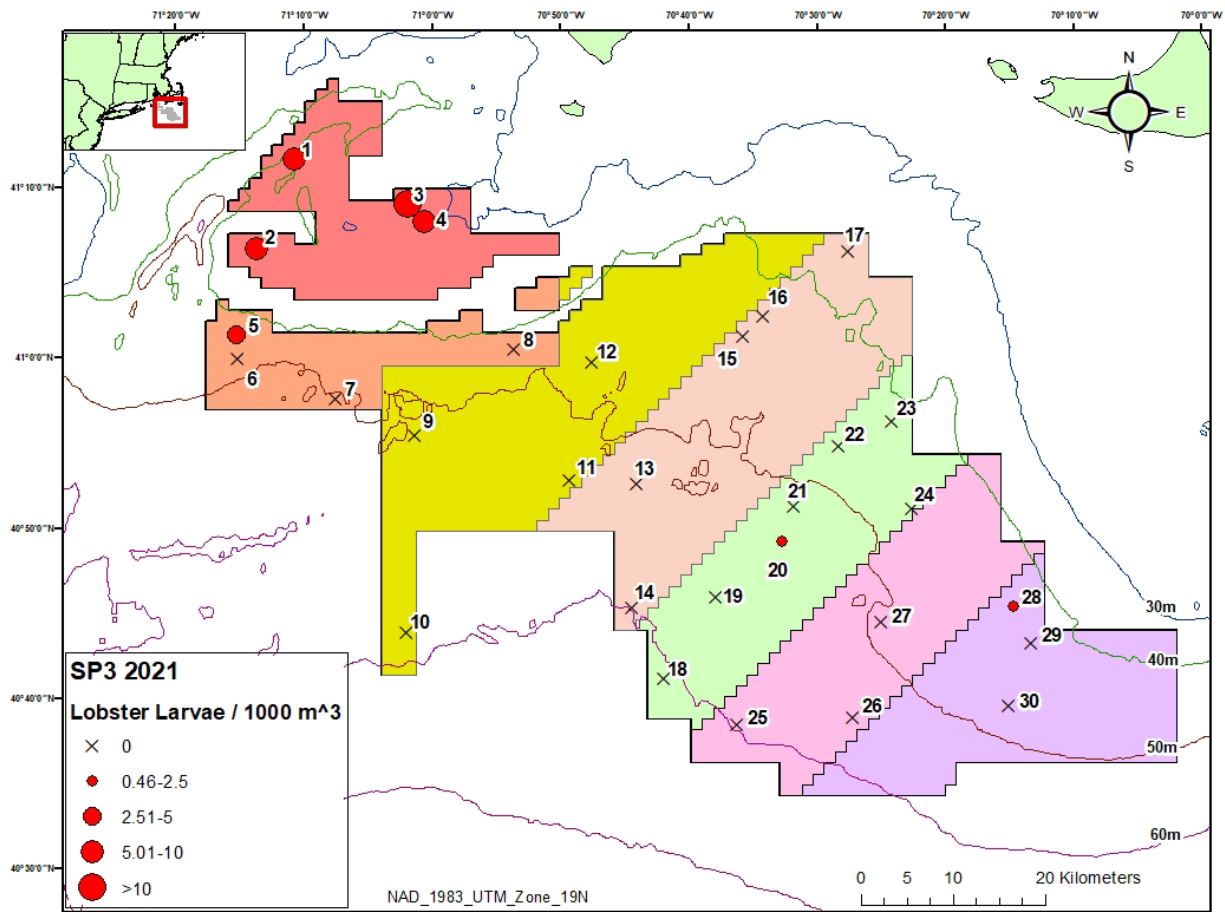 71°20'0"W 71°10'0"W 71°0'0"W 70°50'0"W 70°40'0"W 70°30'0"W 70°20'0"W 70°10'0"W 70°0'0"W
N
W E
S
1
41°10'0"N
3
4
2
17
16
5
41°0'0"N
8
15
12
6
7
23
9
22
11
13
21
24
40°50'0"N
20
14
19
28
30m
10
27
29
SP3 2021
40m
18
Lobster Larvae / 1000 m^3
40°40'0"N
30
26
25
0
50m
0.46-2.5
2.51-5
5.01-10
60m
40°30'0"N
>10
NAD_1983_UTM_Zone_19N
0 5 10 20 Kilometers